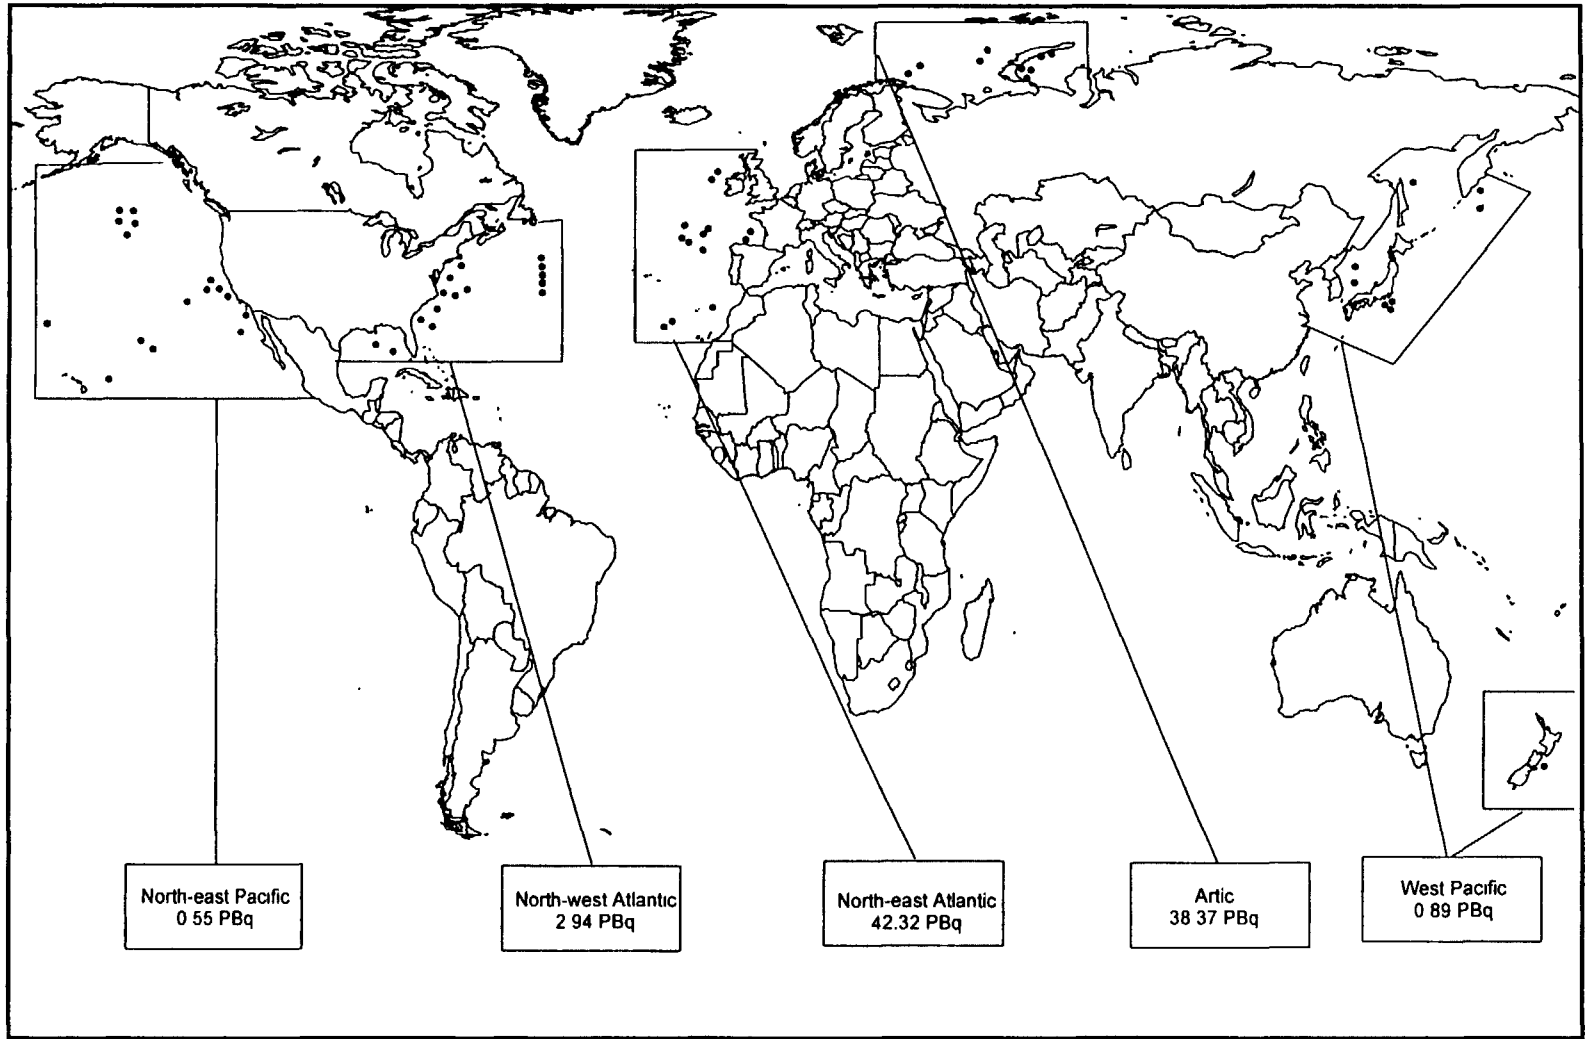 North-east Pacific
0 55 PBq
North-west Atlantic
2 94 PBq
North-east Atlantic
42.32 PBq
Artic
38 37 PBq
West Pacific
0 89 PBq